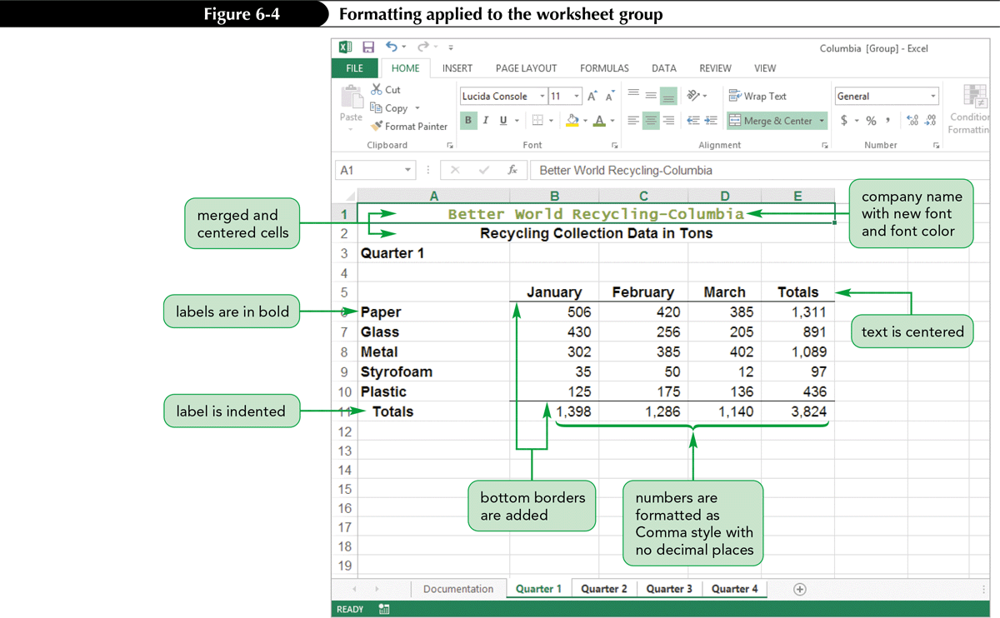 Figure 6-4 Formatting applied to the worksheet group
Columbia [Group] - Excel
FILE HOME INSERT PAGE LAYOUT FORMULAS DATA REVIEW VIEW
Paste
Cut
Copy
Format Painter
Clipboard
Lucida Console 11
B I U A
Font
Wrap Text
Merge & Center
Alignment
General
$ % , .00 .00
Number
Condition
Formatting
A1 fx Better World Recycling-Columbia
A B C D E
1 Better World Recycling-Columbia
2 Recycling Collection Data in Tons
3 Quarter 1
4
5 January February March Totals
6 Paper 506 420 385 1,311
7 Glass 430 256 205 891
8 Metal 302 385 402 1,089
9 Styrofoam 35 50 12 97
10 Plastic 125 175 136 436
11 Totals 1,398 1,286 1,140 3,824
12
13
14
15
16
17
18
19
merged and
centered cells
company name
with new font
and font color
labels are in bold
text is centered
label is indented
bottom borders
are added
numbers are
formatted as
Comma style with
no decimal places
Documentation Quarter 1 Quarter 2 Quarter 3 Quarter 4
READY